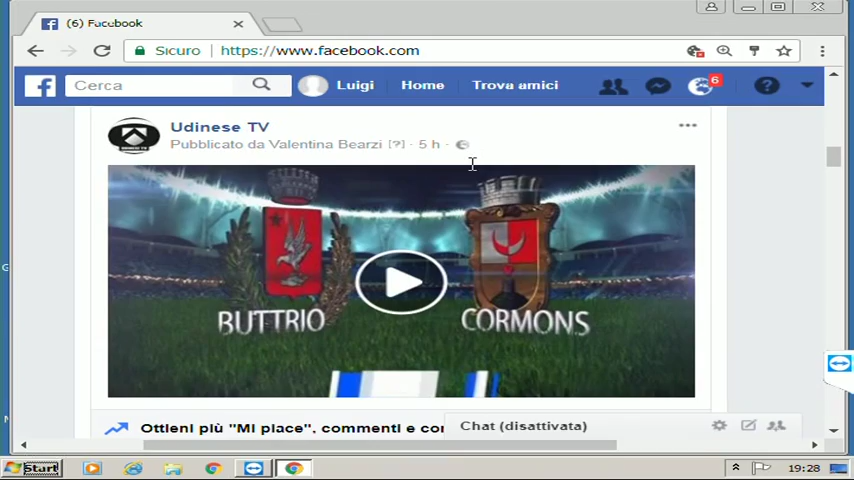 (6) Facebook
Sicuro
https://www.facebook.com
Cerca
Luigi
Home
Trova amici
6
Udinese TV
Pubblicato da Valentina Bearzi [?] · 5 h ·
BUTTRIO
CORMONS
Ottieni più "Mi piace", commenti e con
Chat (disattivata)
Start
19:28